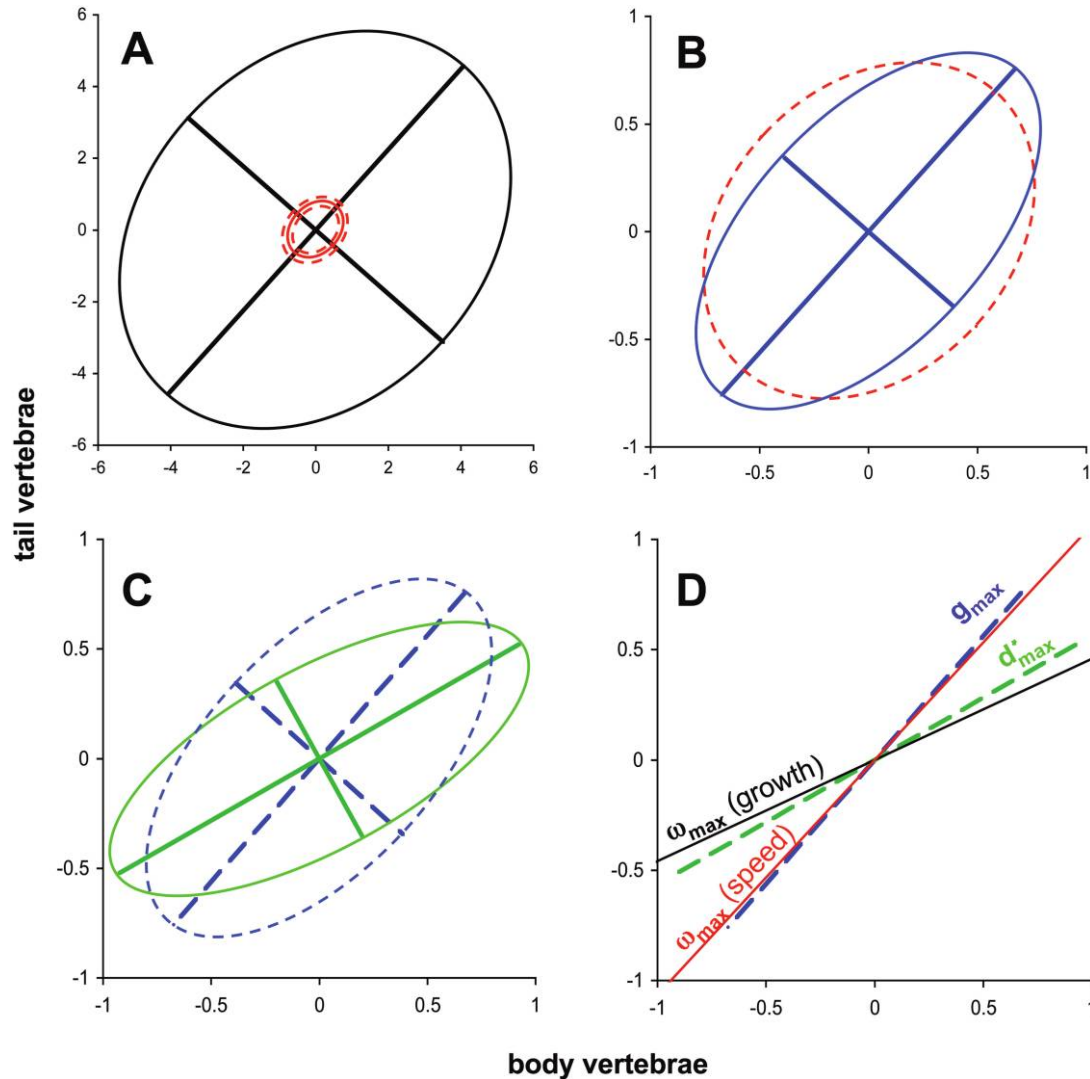 A
6
4
2
0
-2
-4
-6
-6 -4 -2 0 2 4 6
B
1
0.5
0
-0.5
-1
-1 -0.5 0 0.5 1
tail vertebrae
C
1
0.5
0
-0.5
-1
-1 -0.5 0 0.5 1
D
1
0.5
0
-0.5
-1
-1 -0.5 0 0.5 1
gmax
d*max
ωmax (growth)
ωmax (speed)
body vertebrae